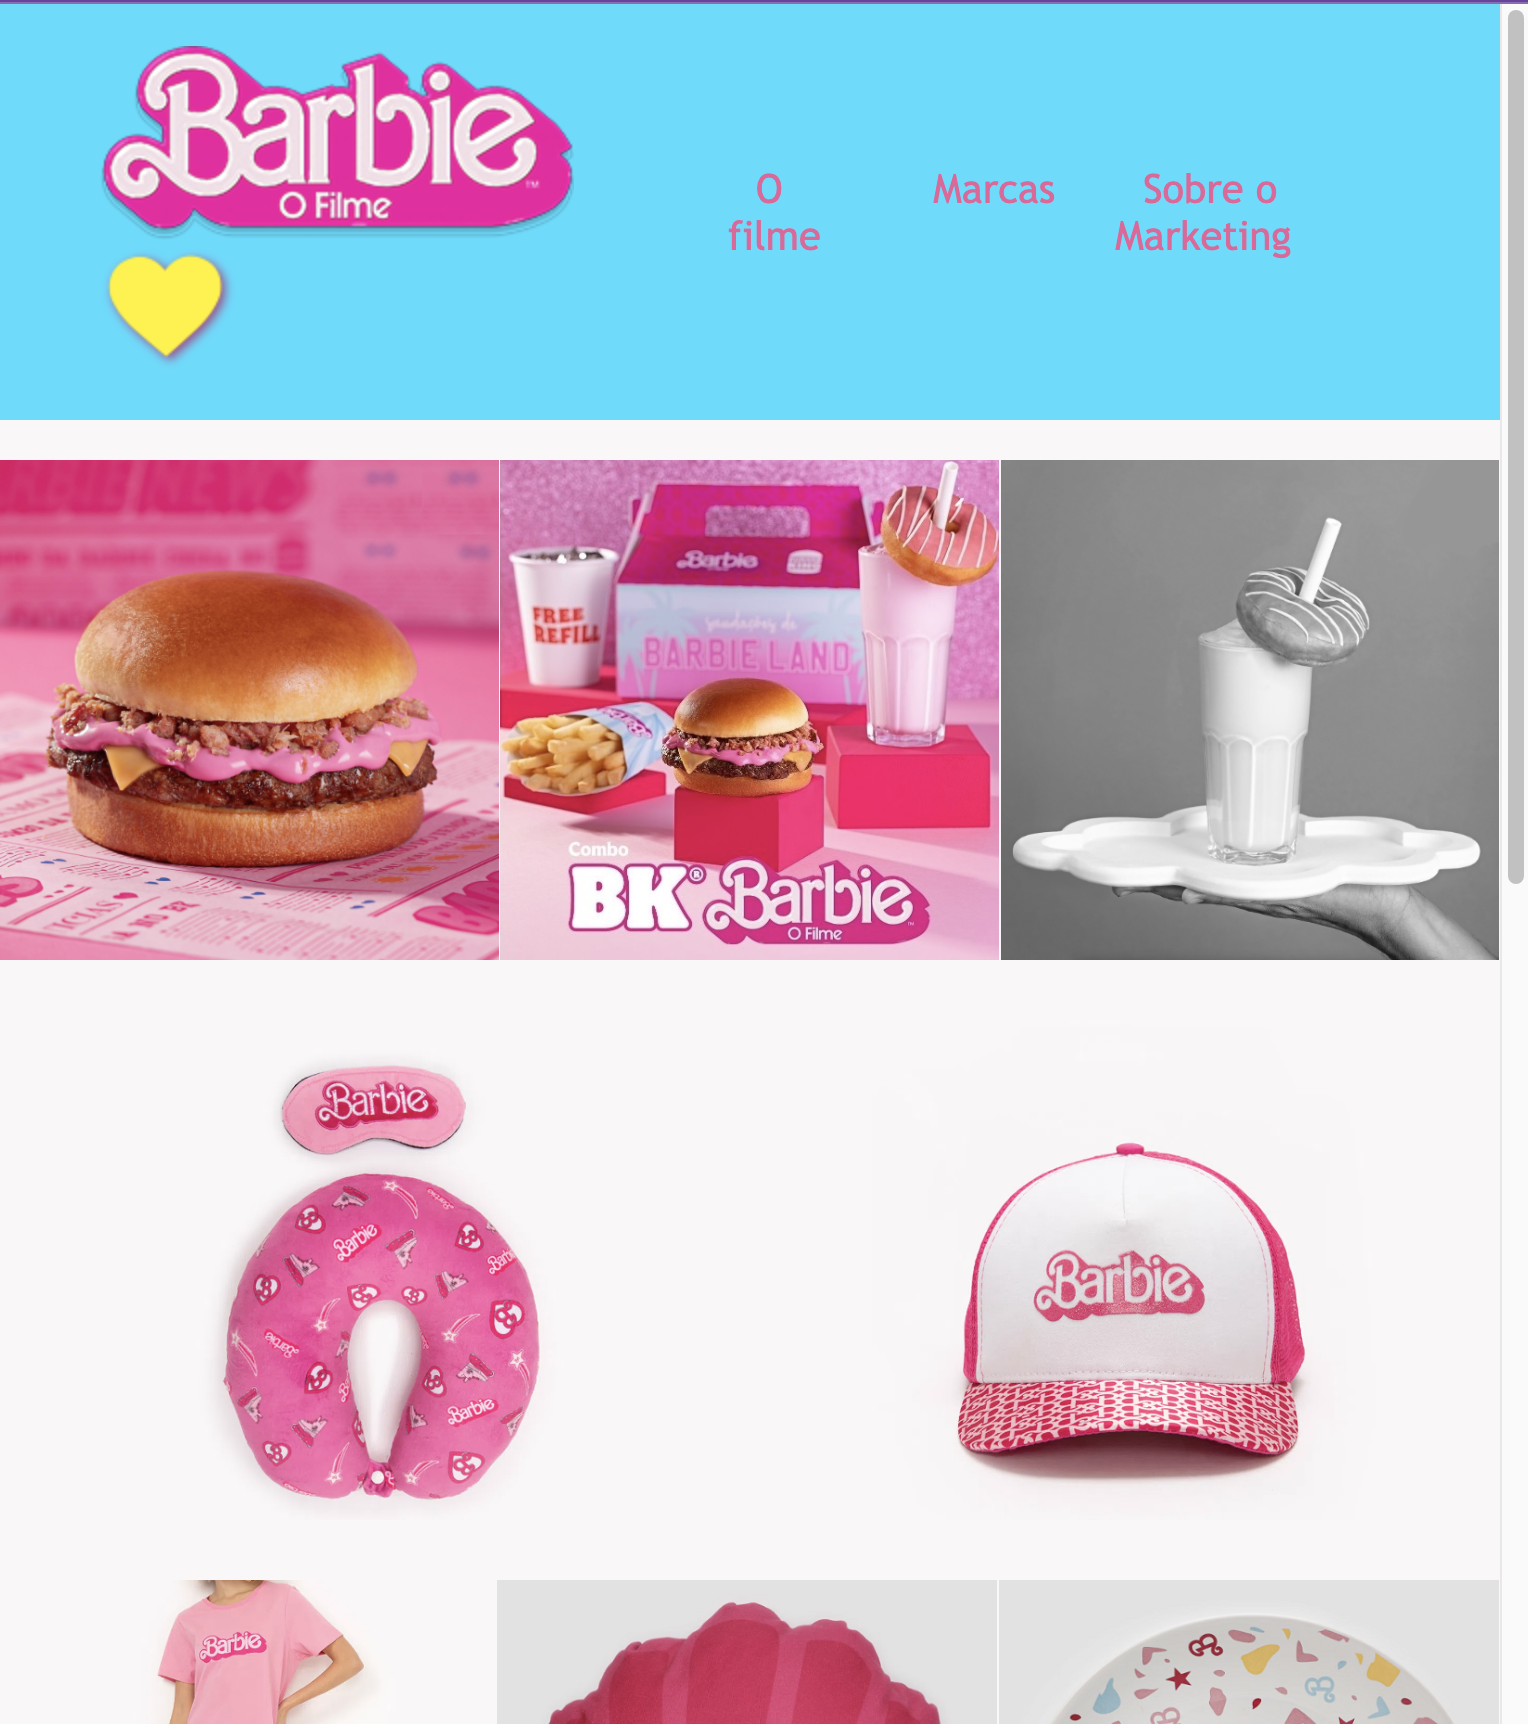 Barbie
O Filme
O
filme
Marcas
Sobre o
Marketing
Barbie
FREE
REFILL
saudações de
BARBIE LAND
Combo
BK® Barbie™
O Filme
Barbie
Barbie
Barbie
Barbie
Barbie
Barbie